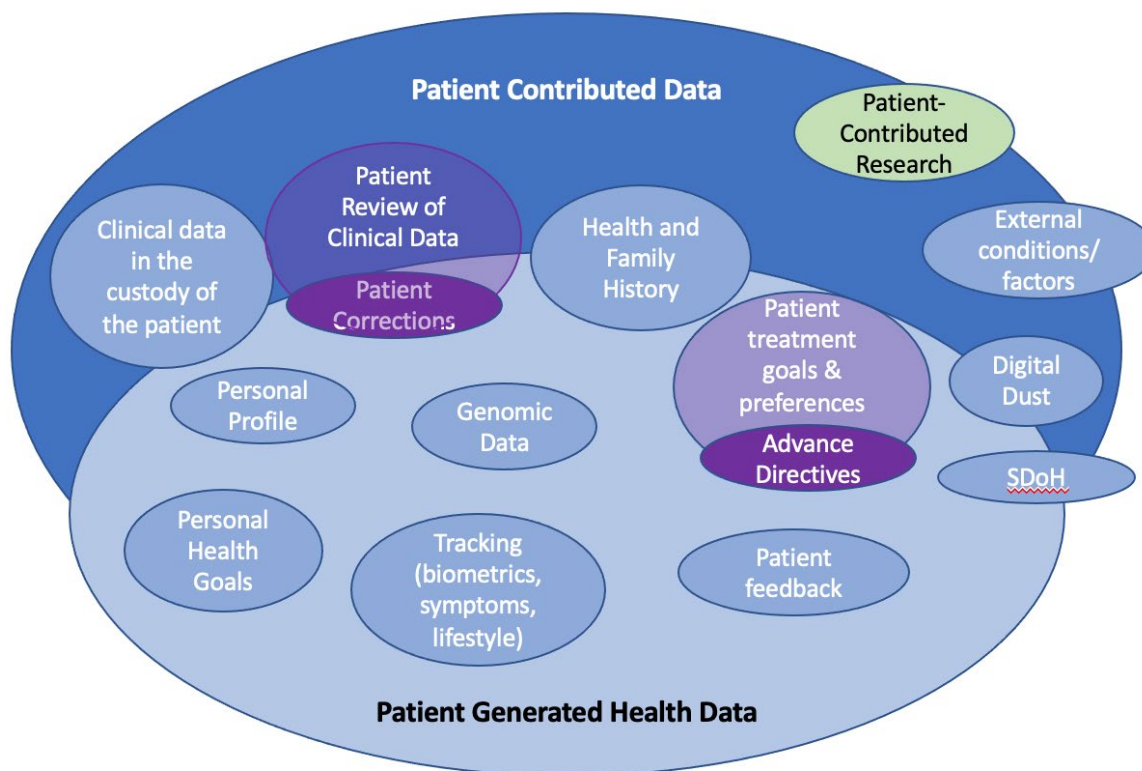 Patient Contributed Data
Patient-
Contributed
Research
Patient
Review of
Clinical Data
Clinical data
in the
custody of
the patient
Health and
Family
History
External
conditions/
factors
Patient
Corrections
Patient
treatment
goals &
preferences
Digital
Dust
Personal
Profile
Genomic
Data
Advance
Directives
SDoH
Personal
Health
Goals
Tracking
(biometrics,
symptoms,
lifestyle)
Patient
feedback
Patient Generated Health Data